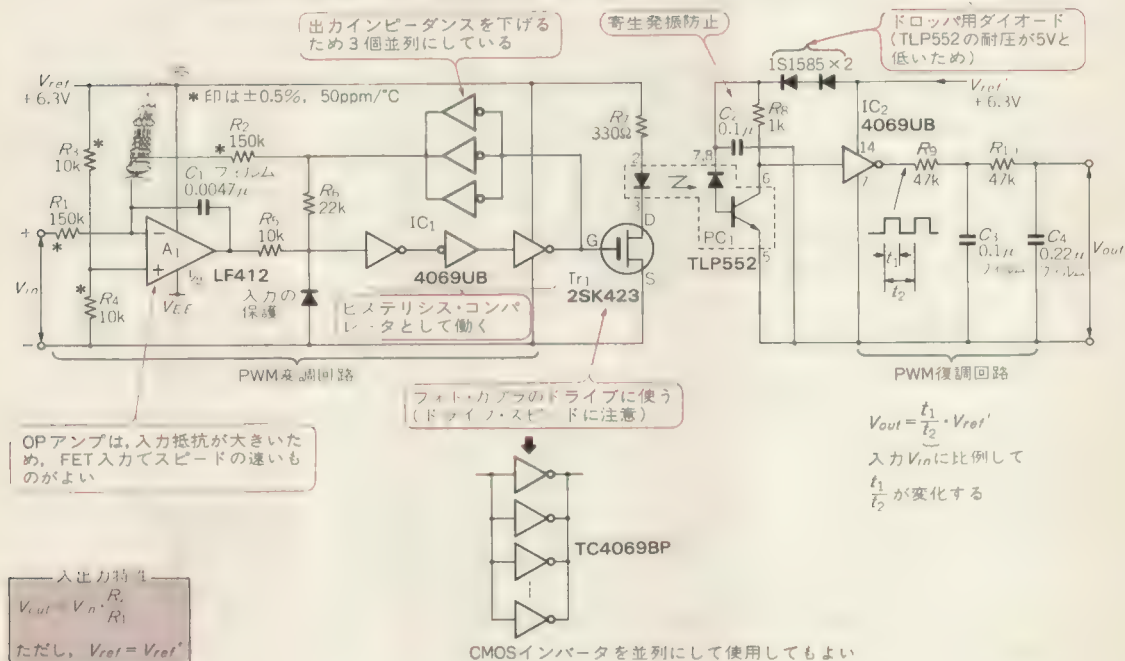 出力インピーダンスを下げる
ため3個並列にしている
寄生発振防止
ドロッパ用ダイオード
(TLP552の耐圧が5Vと
低いため)
1S1585×2
Vref
+6.3V
*印は±0.5%, 50ppm/°C
R3
10k
*
R2
150k
*
C1 フィルム
0.0047μ
R1
150k
*
R6
22k
R5
10k
A1
LF412
VEE
R4
10k
*
IC1
4069UB
入力の
保護
ヒステリシス・コンパ
レータとして働く
R7
330Ω
2
3
D
G
S
Tr1
2SK423
0.1μ
R8
1k
7,8
6
5
PC1
TLP552
Vref'
+6.3V
IC2
4069UB
14
7
R9
47k
47k
t1
t2
C3
0.1μ
C4
0.22μ
Vin
Vout
+
−
PWM変調回路
PWM復調回路
フォト・カプラのドライブに使う
(ドライブ・スピードに注意)
OPアンプは,入力抵抗が大きいた
め, FET入力でスピードの速いも
のがよい
Vout = t1/t2 · Vref'
入力Vinに比例して
t1/t2 が変化する
TC4069BP
入出力特性
ただし, Vref = Vref'
CMOSインバータを並列にして使用してもよい